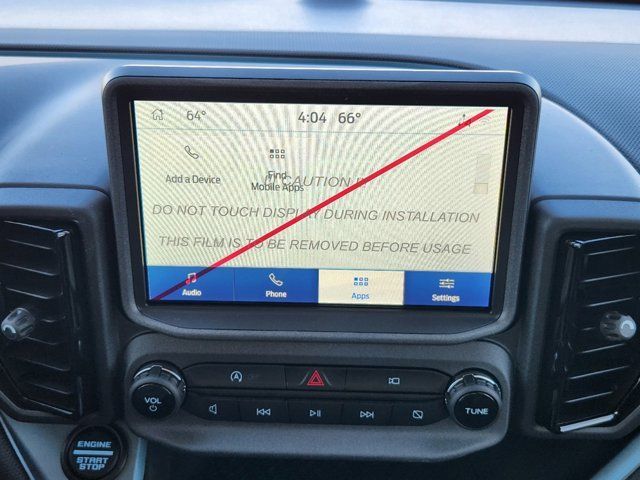 64° 4:04 66°
Add a Device
Find
Mobile Apps
CAUTION !!
DO NOT TOUCH DISPLAY DURING INSTALLATION
THIS FILM IS TO BE REMOVED BEFORE USAGE
Audio Phone Apps Settings
VOL
TUNE
ENGINE
START
STOP